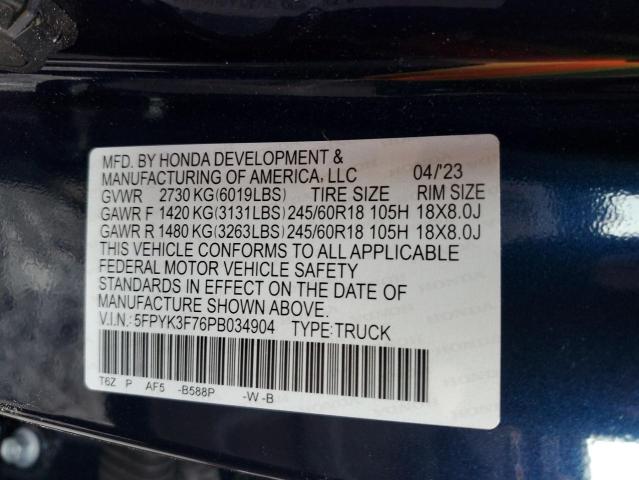 MFD. BY HONDA DEVELOPMENT &
MANUFACTURING OF AMERICA, LLC 04/'23
GVWR 2730 KG(6019LBS) TIRE SIZE RIM SIZE
GAWR F 1420 KG(3131LBS) 245/60R18 105H 18X8.0J
GAWR R 1480 KG(3263LBS) 245/60R18 105H 18X8.0J
THIS VEHICLE CONFORMS TO ALL APPLICABLE
FEDERAL MOTOR VEHICLE SAFETY
STANDARDS IN EFFECT ON THE DATE OF
MANUFACTURE SHOWN ABOVE.
V.I.N.: 5FPYK3F76PB034904 TYPE: TRUCK
T6Z P AF5 -B588P -W -B